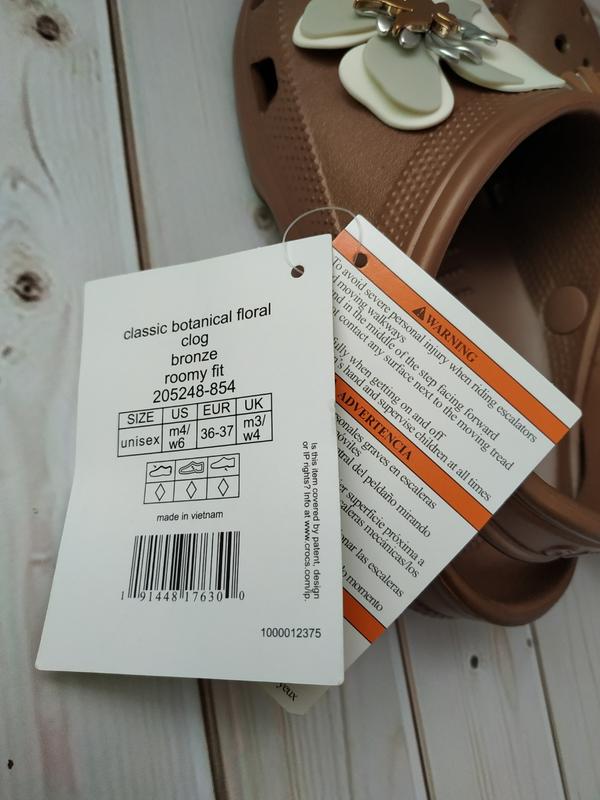 classic botanical floral
clog
bronze
roomy fit
205248-854
SIZE US EUR UK
unisex m4/ w6 36-37 m3/ w4
made in vietnam
1 91448 17630 0
Is this item covered by patent, design
or IP rights? Info at www.crocs.com/ip.
1000012375
WARNING
To avoid severe personal injury when riding escalators
moving walkways
in the middle of the step facing forward
contact any surface next to the moving tread
when getting on and off
hand and supervise children at all times
ADVERTENCIA
graves en escaleras
del peldaño mirando
superficie próxima a
mecánicas/los
las escaleras
momento
yeux